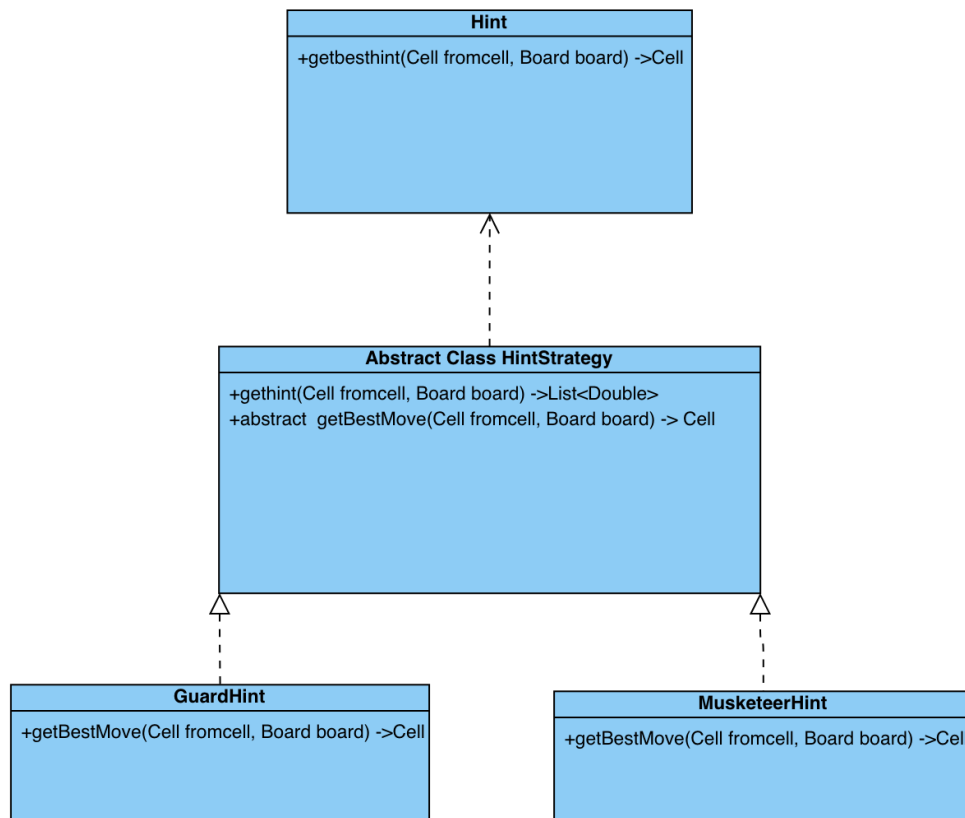 Hint
+getbesthint(Cell fromcell, Board board) ->Cell
Abstract Class HintStrategy
+gethint(Cell fromcell, Board board) ->List<Double>
+abstract  getBestMove(Cell fromcell, Board board) -> Cell
GuardHint
+getBestMove(Cell fromcell, Board board) ->Cell
MusketeerHint
+getBestMove(Cell fromcell, Board board) ->Cell